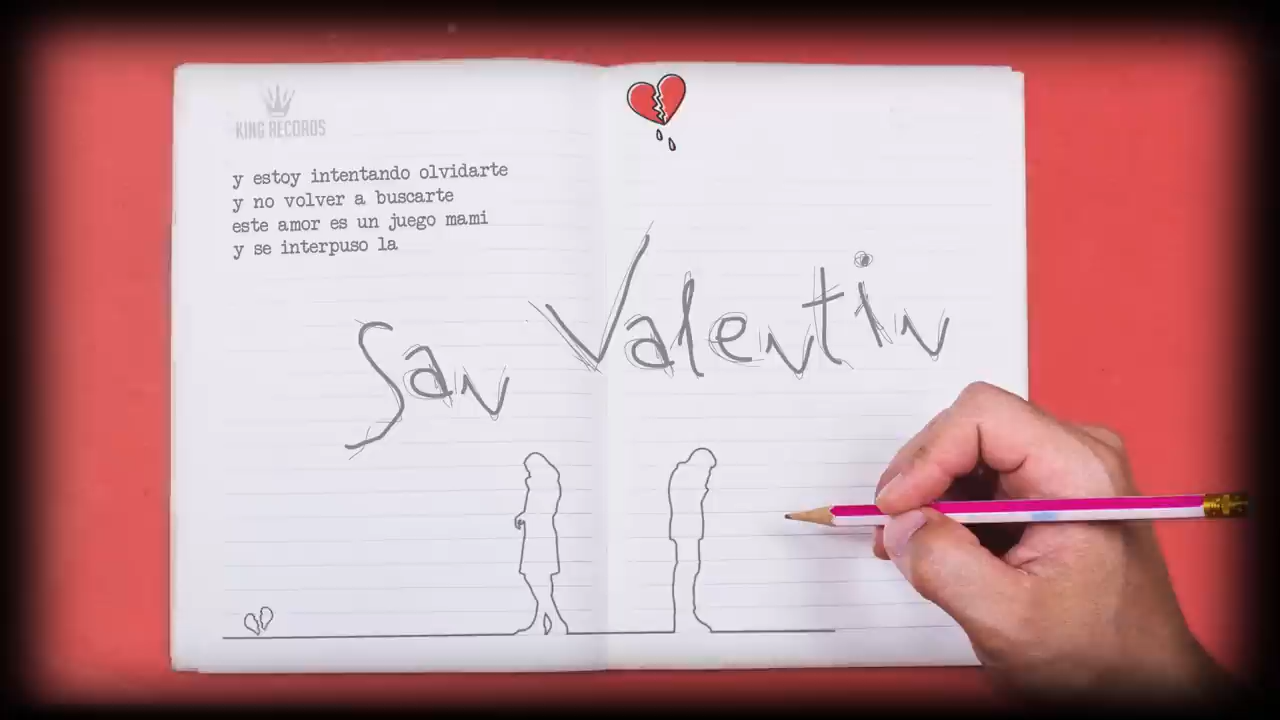 KING RECORDS
y estoy intentando olvidarte
y no volver a buscarte
este amor es un juego mami
y se interpuso la
San Valentin